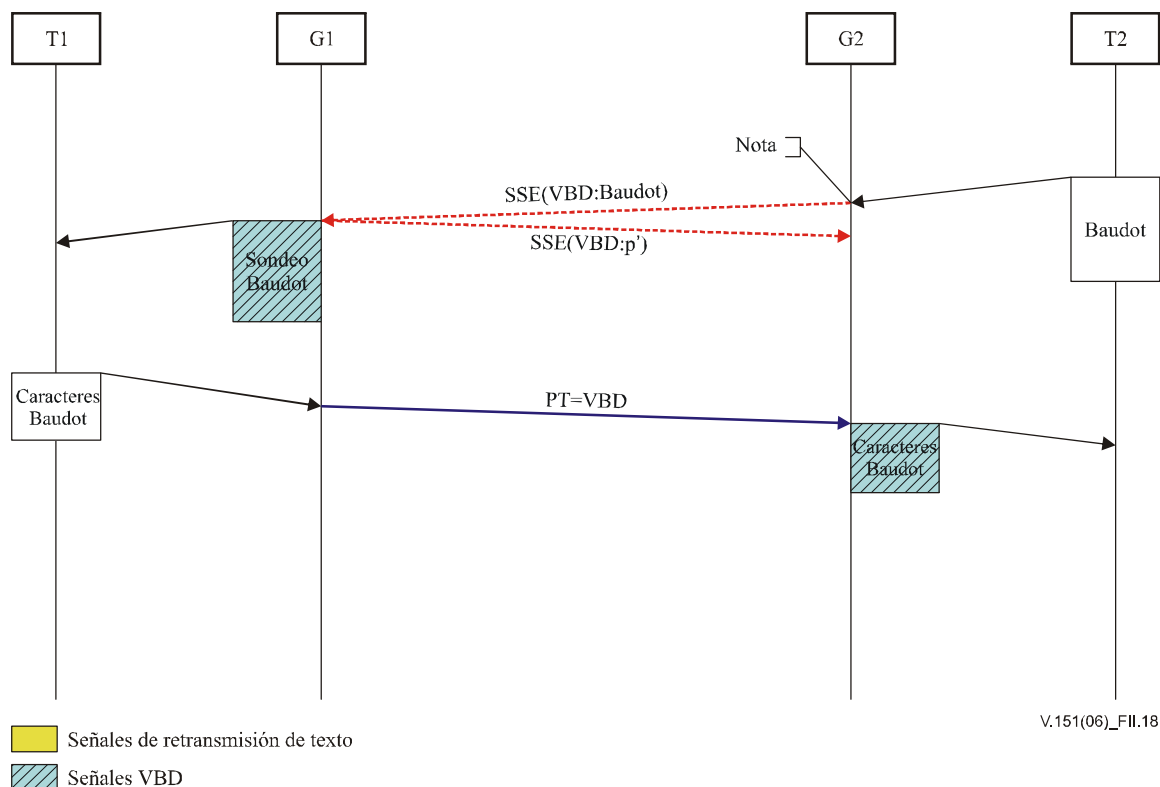 T1
G1
G2
T2
Nota
SSE(VBD:Baudot)
Baudot
SSE(VBD:p’)
Sondeo
Baudot
Caracteres
Baudot
PT=VBD
Caracteres
Baudot
V.151(06)_FII.18
Señales de retransmisión de texto
Señales VBD